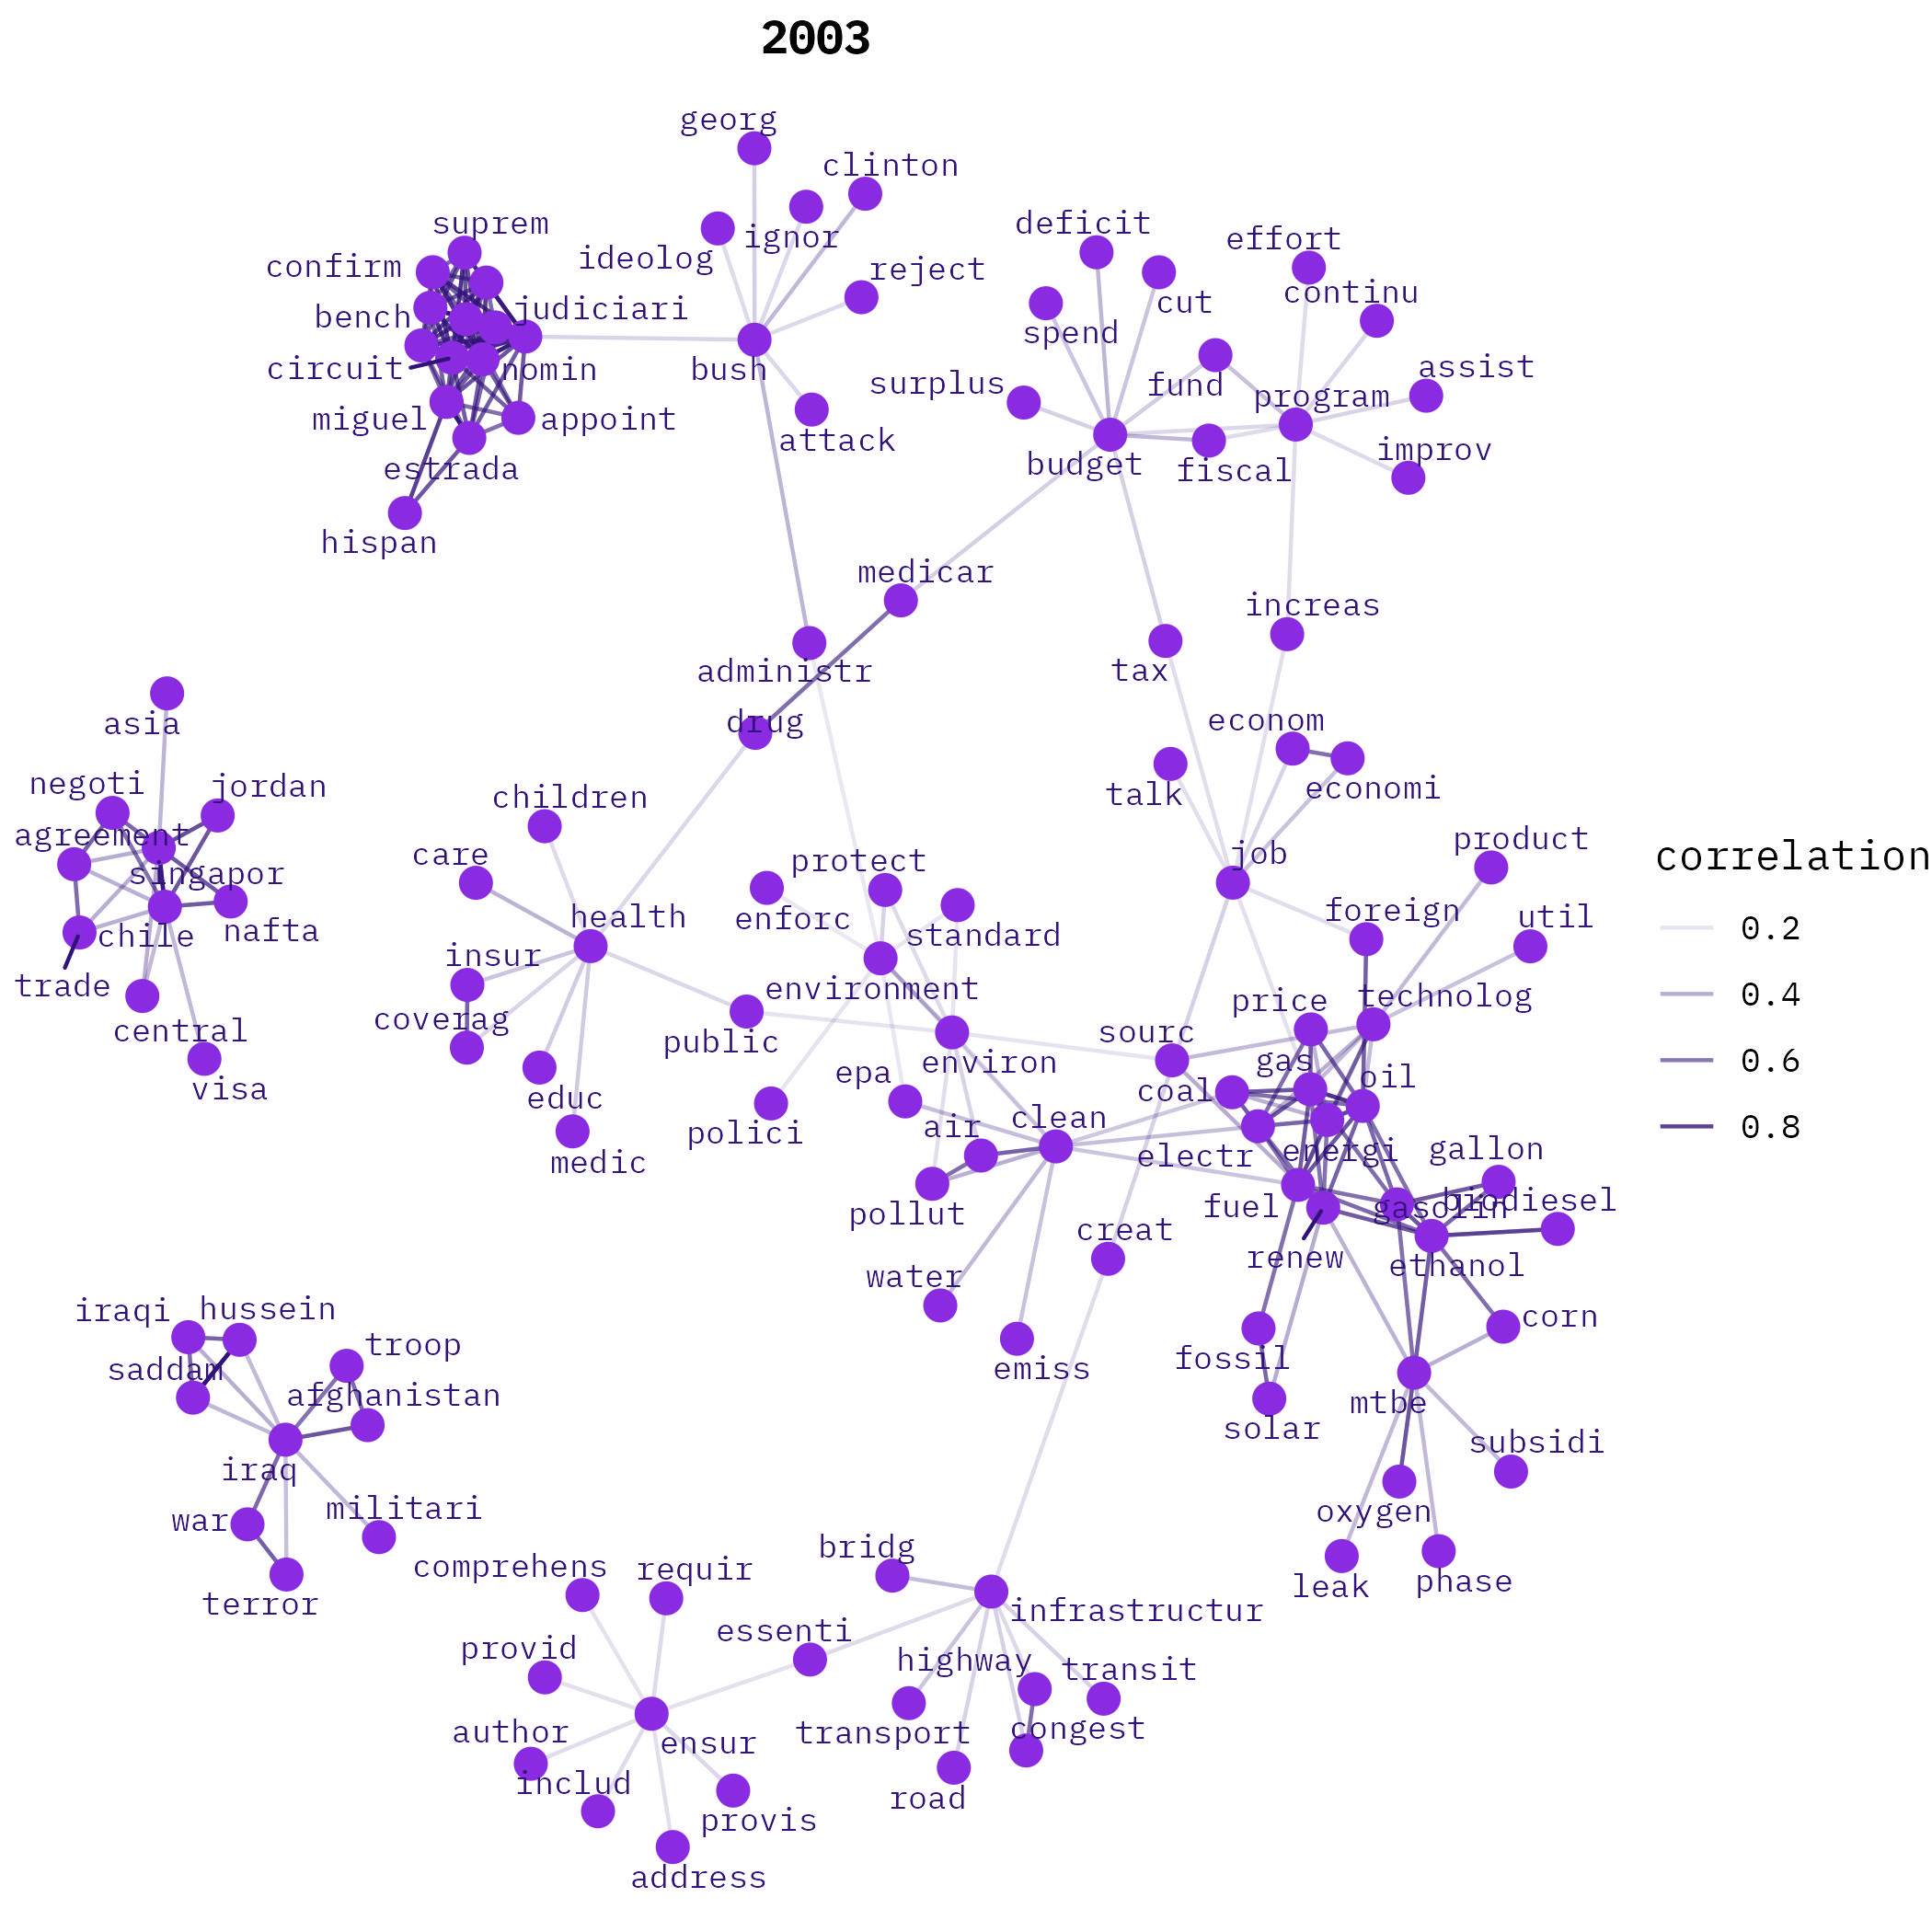 2003
georg
clinton
suprem
ignor
deficit
effort
confirm
ideolog
reject
continu
bench
judiciari
cut
spend
circuit
nomin
bush
surplus
fund
assist
program
miguel
appoint
attack
improv
estrada
budget
fiscal
hispan
medicar
increas
administr
tax
asia
drug
econom
negoti
jordan
children
talk
economi
agreement
care
protect
job
product
correlation
singapor
health
enforc
foreign
util
chile
nafta
insur
standard
0.2
trade
environment
price
technolog
0.4
central
coverag
public
sourc
visa
environ
gas
oil
epa
coal
educ
air
clean
0.8
0.6
polici
medic
electr
energi
gallon
pollut
fuel
gasolin
biodiesel
creat
renew
ethanol
water
iraqi
hussein
corn
troop
saddam
emiss
fossil
afghanistan
mtbe
solar
subsidi
iraq
war
militari
oxygen
bridg
comprehens
requir
leak
phase
terror
infrastructur
essenti
provid
highway
transit
author
ensur
transport
congest
includ
road
provis
address